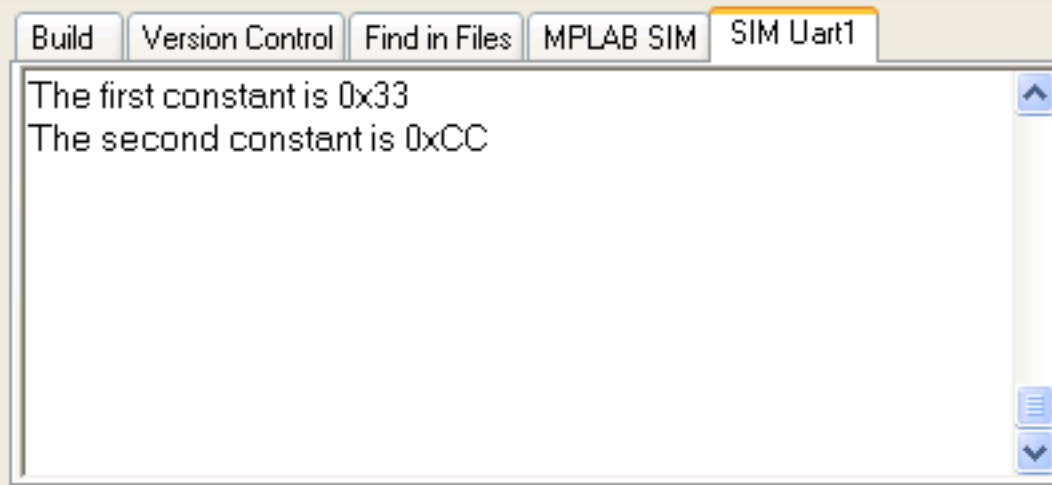 Build Version Control Find in Files MPLAB SIM SIM Uart1
The first constant is 0x33
The second constant is 0xCC